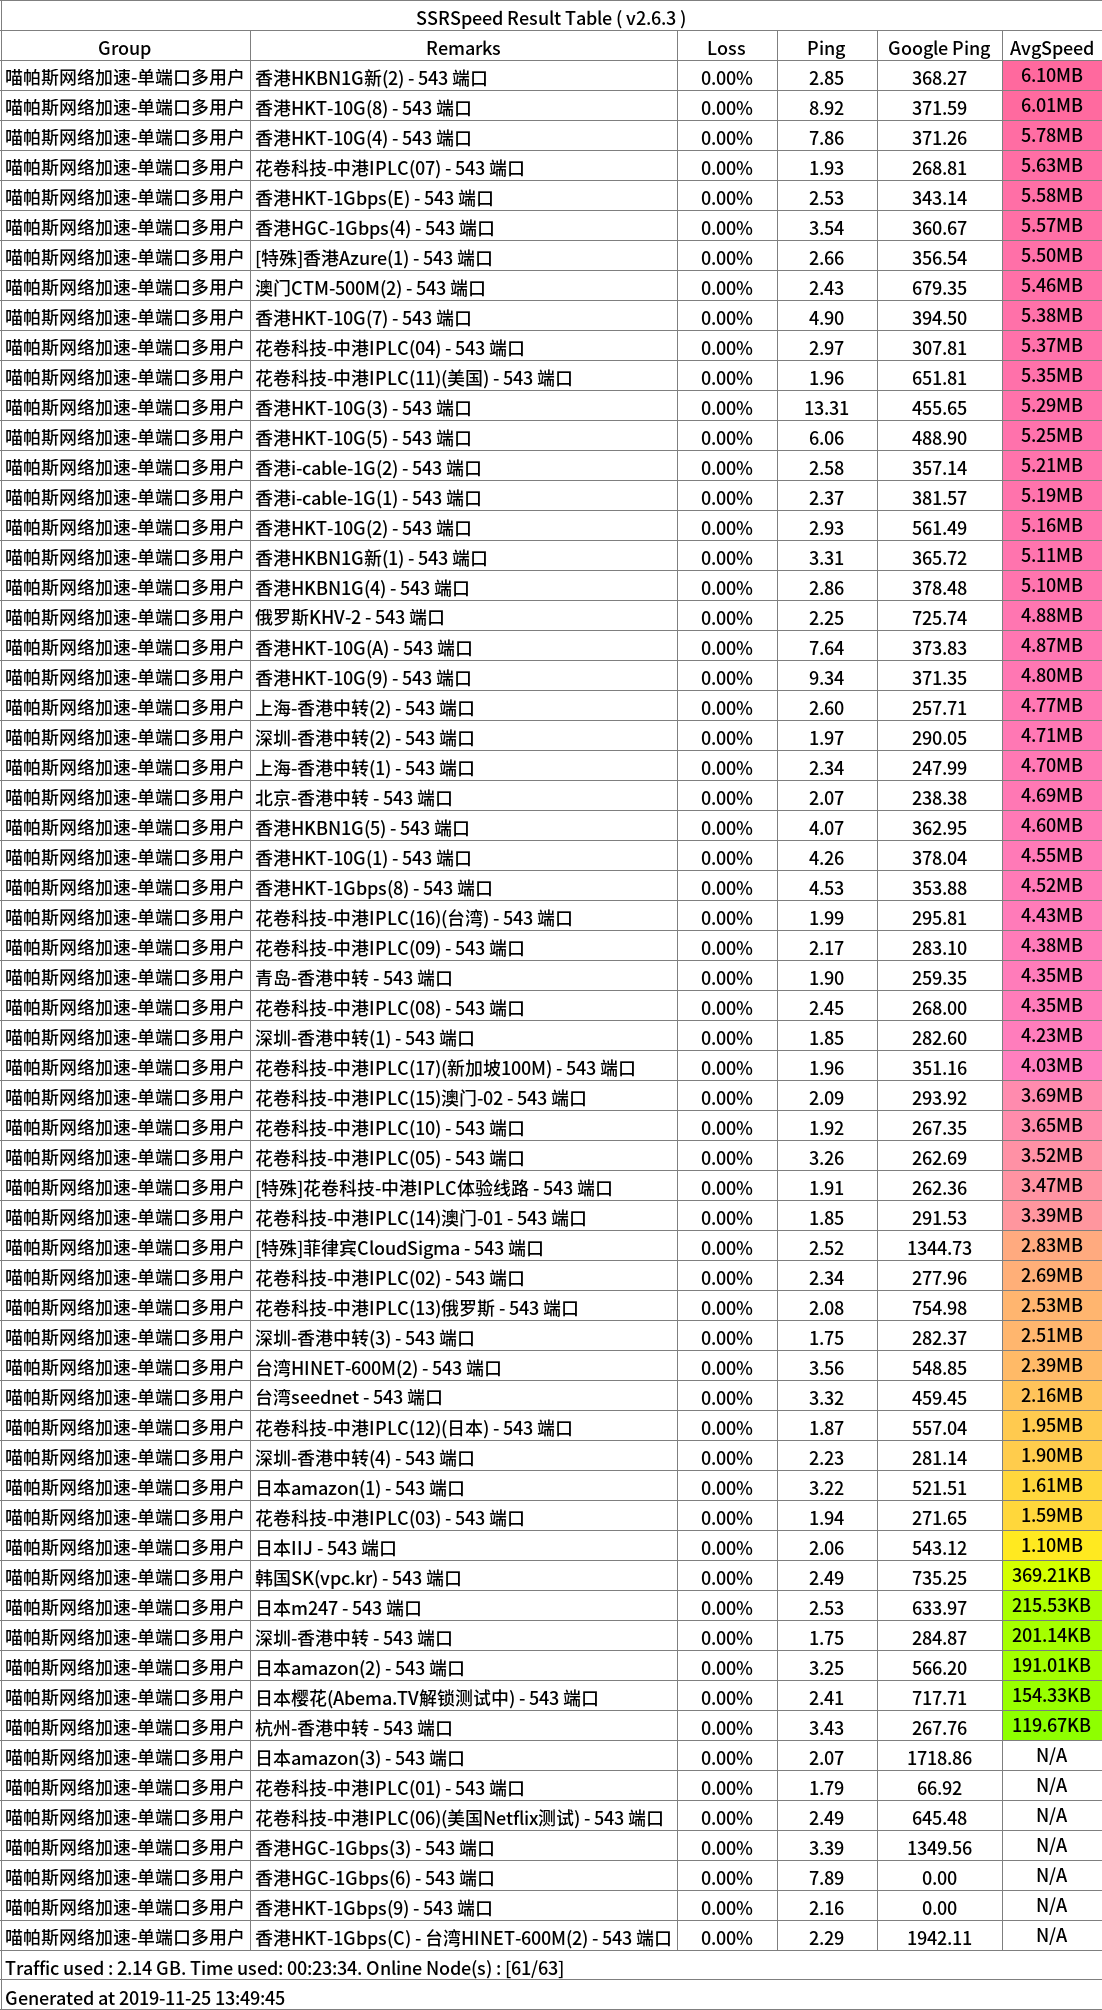 SSRSpeed Result Table ( v2.6.3 )
Group Remarks Loss Ping Google Ping AvgSpeed
喵帕斯网络加速-单端口多用户 香港HKBN1G新(2) - 543 端口 0.00% 2.85 368.27 6.10MB
喵帕斯网络加速-单端口多用户 香港HKT-10G(8) - 543 端口 0.00% 8.92 371.59 6.01MB
喵帕斯网络加速-单端口多用户 香港HKT-10G(4) - 543 端口 0.00% 7.86 371.26 5.78MB
喵帕斯网络加速-单端口多用户 花卷科技-中港IPLC(07) - 543 端口 0.00% 1.93 268.81 5.63MB
喵帕斯网络加速-单端口多用户 香港HKT-1Gbps(E) - 543 端口 0.00% 2.53 343.14 5.58MB
喵帕斯网络加速-单端口多用户 香港HGC-1Gbps(4) - 543 端口 0.00% 3.54 360.67 5.57MB
喵帕斯网络加速-单端口多用户 [特殊]香港Azure(1) - 543 端口 0.00% 2.66 356.54 5.50MB
喵帕斯网络加速-单端口多用户 澳门CTM-500M(2) - 543 端口 0.00% 2.43 679.35 5.46MB
喵帕斯网络加速-单端口多用户 香港HKT-10G(7) - 543 端口 0.00% 4.90 394.50 5.38MB
喵帕斯网络加速-单端口多用户 花卷科技-中港IPLC(04) - 543 端口 0.00% 2.97 307.81 5.37MB
喵帕斯网络加速-单端口多用户 花卷科技-中港IPLC(11)(美国) - 543 端口 0.00% 1.96 651.81 5.35MB
喵帕斯网络加速-单端口多用户 香港HKT-10G(3) - 543 端口 0.00% 13.31 455.65 5.29MB
喵帕斯网络加速-单端口多用户 香港HKT-10G(5) - 543 端口 0.00% 6.06 488.90 5.25MB
喵帕斯网络加速-单端口多用户 香港i-cable-1G(2) - 543 端口 0.00% 2.58 357.14 5.21MB
喵帕斯网络加速-单端口多用户 香港i-cable-1G(1) - 543 端口 0.00% 2.37 381.57 5.19MB
喵帕斯网络加速-单端口多用户 香港HKT-10G(2) - 543 端口 0.00% 2.93 561.49 5.16MB
喵帕斯网络加速-单端口多用户 香港HKBN1G新(1) - 543 端口 0.00% 3.31 365.72 5.11MB
喵帕斯网络加速-单端口多用户 香港HKBN1G(4) - 543 端口 0.00% 2.86 378.48 5.10MB
喵帕斯网络加速-单端口多用户 俄罗斯KHV-2 - 543 端口 0.00% 2.25 725.74 4.88MB
喵帕斯网络加速-单端口多用户 香港HKT-10G(A) - 543 端口 0.00% 7.64 373.83 4.87MB
喵帕斯网络加速-单端口多用户 香港HKT-10G(9) - 543 端口 0.00% 9.34 371.35 4.80MB
喵帕斯网络加速-单端口多用户 上海-香港中转(2) - 543 端口 0.00% 2.60 257.71 4.77MB
喵帕斯网络加速-单端口多用户 深圳-香港中转(2) - 543 端口 0.00% 1.97 290.05 4.71MB
喵帕斯网络加速-单端口多用户 上海-香港中转(1) - 543 端口 0.00% 2.34 247.99 4.70MB
喵帕斯网络加速-单端口多用户 北京-香港中转 - 543 端口 0.00% 2.07 238.38 4.69MB
喵帕斯网络加速-单端口多用户 香港HKBN1G(5) - 543 端口 0.00% 4.07 362.95 4.60MB
喵帕斯网络加速-单端口多用户 香港HKT-10G(1) - 543 端口 0.00% 4.26 378.04 4.55MB
喵帕斯网络加速-单端口多用户 香港HKT-1Gbps(8) - 543 端口 0.00% 4.53 353.88 4.52MB
喵帕斯网络加速-单端口多用户 花卷科技-中港IPLC(16)(台湾) - 543 端口 0.00% 1.99 295.81 4.43MB
喵帕斯网络加速-单端口多用户 花卷科技-中港IPLC(09) - 543 端口 0.00% 2.17 283.10 4.38MB
喵帕斯网络加速-单端口多用户 青岛-香港中转 - 543 端口 0.00% 1.90 259.35 4.35MB
喵帕斯网络加速-单端口多用户 花卷科技-中港IPLC(08) - 543 端口 0.00% 2.45 268.00 4.35MB
喵帕斯网络加速-单端口多用户 深圳-香港中转(1) - 543 端口 0.00% 1.85 282.60 4.23MB
喵帕斯网络加速-单端口多用户 花卷科技-中港IPLC(17)(新加坡100M) - 543 端口 0.00% 1.96 351.16 4.03MB
喵帕斯网络加速-单端口多用户 花卷科技-中港IPLC(15)澳门-02 - 543 端口 0.00% 2.09 293.92 3.69MB
喵帕斯网络加速-单端口多用户 花卷科技-中港IPLC(10) - 543 端口 0.00% 1.92 267.35 3.65MB
喵帕斯网络加速-单端口多用户 花卷科技-中港IPLC(05) - 543 端口 0.00% 3.26 262.69 3.52MB
喵帕斯网络加速-单端口多用户 [特殊]花卷科技-中港IPLC体验线路 - 543 端口 0.00% 1.91 262.36 3.47MB
喵帕斯网络加速-单端口多用户 花卷科技-中港IPLC(14)澳门-01 - 543 端口 0.00% 1.85 291.53 3.39MB
喵帕斯网络加速-单端口多用户 [特殊]菲律宾CloudSigma - 543 端口 0.00% 2.52 1344.73 2.83MB
喵帕斯网络加速-单端口多用户 花卷科技-中港IPLC(02) - 543 端口 0.00% 2.34 277.96 2.69MB
喵帕斯网络加速-单端口多用户 花卷科技-中港IPLC(13)俄罗斯 - 543 端口 0.00% 2.08 754.98 2.53MB
喵帕斯网络加速-单端口多用户 深圳-香港中转(3) - 543 端口 0.00% 1.75 282.37 2.51MB
喵帕斯网络加速-单端口多用户 台湾HINET-600M(2) - 543 端口 0.00% 3.56 548.85 2.39MB
喵帕斯网络加速-单端口多用户 台湾seednet - 543 端口 0.00% 3.32 459.45 2.16MB
喵帕斯网络加速-单端口多用户 花卷科技-中港IPLC(12)(日本) - 543 端口 0.00% 1.87 557.04 1.95MB
喵帕斯网络加速-单端口多用户 深圳-香港中转(4) - 543 端口 0.00% 2.23 281.14 1.90MB
喵帕斯网络加速-单端口多用户 日本amazon(1) - 543 端口 0.00% 3.22 521.51 1.61MB
喵帕斯网络加速-单端口多用户 花卷科技-中港IPLC(03) - 543 端口 0.00% 1.94 271.65 1.59MB
喵帕斯网络加速-单端口多用户 日本IIJ - 543 端口 0.00% 2.06 543.12 1.10MB
喵帕斯网络加速-单端口多用户 韩国SK(vpc.kr) - 543 端口 0.00% 2.49 735.25 369.21KB
喵帕斯网络加速-单端口多用户 日本m247 - 543 端口 0.00% 2.53 633.97 215.53KB
喵帕斯网络加速-单端口多用户 深圳-香港中转 - 543 端口 0.00% 1.75 284.87 201.14KB
喵帕斯网络加速-单端口多用户 日本amazon(2) - 543 端口 0.00% 3.25 566.20 191.01KB
喵帕斯网络加速-单端口多用户 日本樱花(Abema.TV解锁测试中) - 543 端口 0.00% 2.41 717.71 154.33KB
喵帕斯网络加速-单端口多用户 杭州-香港中转 - 543 端口 0.00% 3.43 267.76 119.67KB
喵帕斯网络加速-单端口多用户 日本amazon(3) - 543 端口 0.00% 2.07 1718.86 N/A
喵帕斯网络加速-单端口多用户 花卷科技-中港IPLC(01) - 543 端口 0.00% 1.79 66.92 N/A
喵帕斯网络加速-单端口多用户 花卷科技-中港IPLC(06)(美国Netflix测试) - 543 端口 0.00% 2.49 645.48 N/A
喵帕斯网络加速-单端口多用户 香港HGC-1Gbps(3) - 543 端口 0.00% 3.39 1349.56 N/A
喵帕斯网络加速-单端口多用户 香港HGC-1Gbps(6) - 543 端口 0.00% 7.89 0.00 N/A
喵帕斯网络加速-单端口多用户 香港HKT-1Gbps(9) - 543 端口 0.00% 2.16 0.00 N/A
喵帕斯网络加速-单端口多用户 香港HKT-1Gbps(C) - 台湾HINET-600M(2) - 543 端口 0.00% 2.29 1942.11 N/A
Traffic used : 2.14 GB. Time used: 00:23:34. Online Node(s) : [61/63]
Generated at 2019-11-25 13:49:45